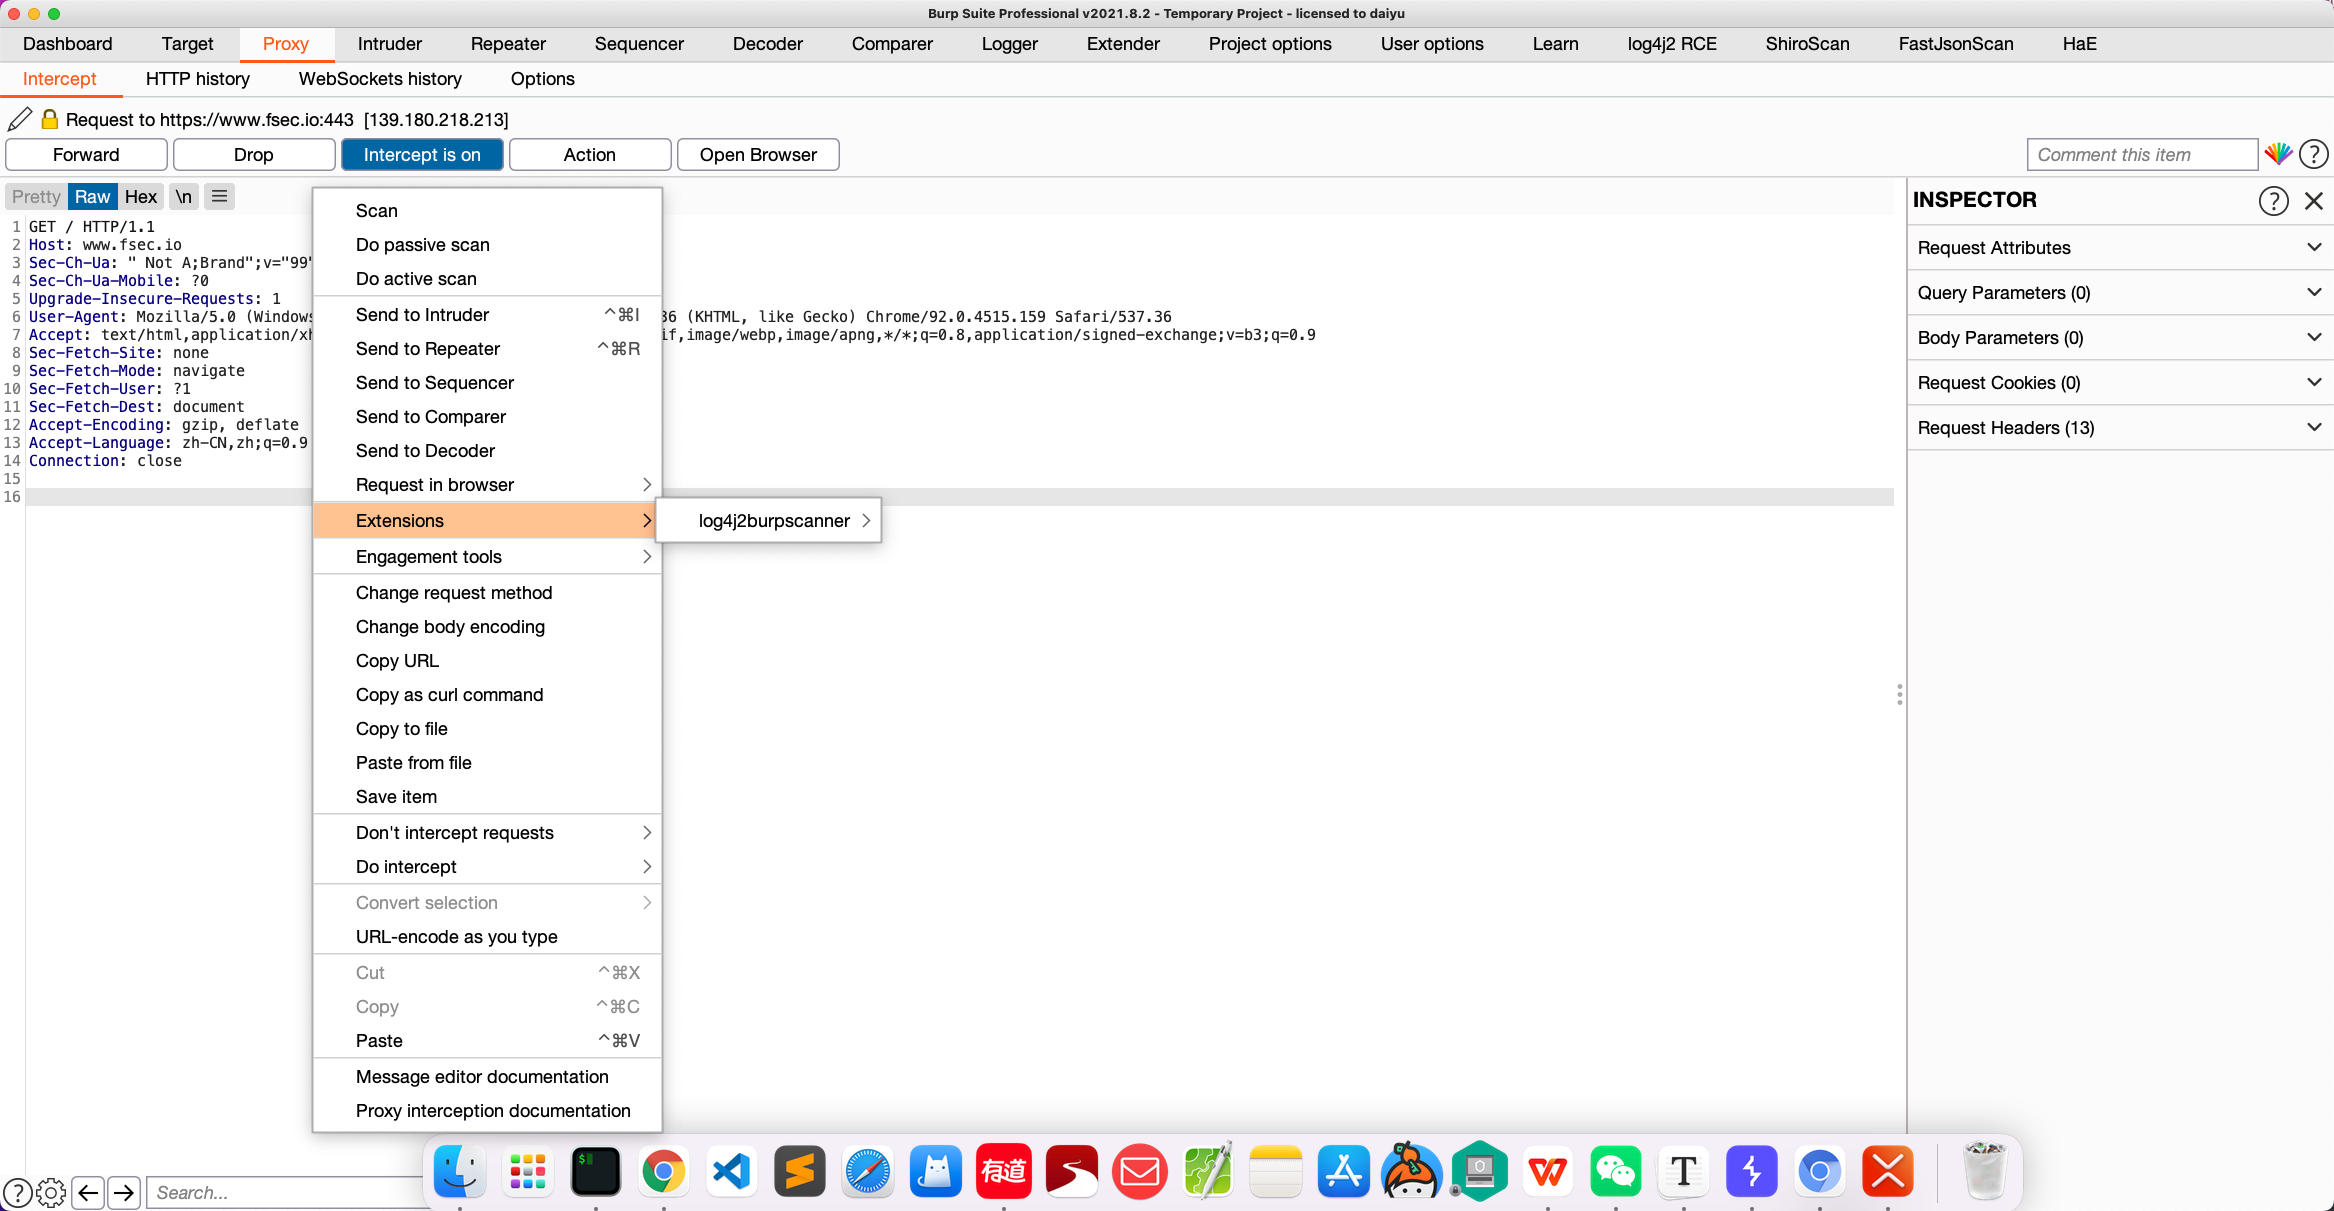 Burp Suite Professional v2021.8.2 - Temporary Project - licensed to daiyu
Dashboard Target Proxy Intruder Repeater Sequencer Decoder Comparer Logger Extender Project options User options Learn log4j2 RCE ShiroScan FastJsonScan HaE
Intercept HTTP history WebSockets history Options
Request to https://www.fsec.io:443 [139.180.218.213]
Forward Drop Intercept is on Action Open Browser Comment this item ?
Pretty Raw Hex \n
1 GET / HTTP/1.1
2 Host: www.fsec.io
3 Sec-Ch-Ua: " Not A;Brand";v="99"
4 Sec-Ch-Ua-Mobile: ?0
5 Upgrade-Insecure-Requests: 1
6 User-Agent: Mozilla/5.0 (Windows 36 (KHTML, like Gecko) Chrome/92.0.4515.159 Safari/537.36
7 Accept: text/html,application/xh if,image/webp,image/apng,*/*;q=0.8,application/signed-exchange;v=b3;q=0.9
8 Sec-Fetch-Site: none
9 Sec-Fetch-Mode: navigate
10 Sec-Fetch-User: ?1
11 Sec-Fetch-Dest: document
12 Accept-Encoding: gzip, deflate
13 Accept-Language: zh-CN,zh;q=0.9
14 Connection: close
15
16
Scan
Do passive scan
Do active scan
Send to Intruder ^⌘I
Send to Repeater ^⌘R
Send to Sequencer
Send to Comparer
Send to Decoder
Request in browser
Extensions
log4j2burpscanner
Engagement tools
Change request method
Change body encoding
Copy URL
Copy as curl command
Copy to file
Paste from file
Save item
Don't intercept requests
Do intercept
Convert selection
URL-encode as you type
Cut ^⌘X
Copy ^⌘C
Paste ^⌘V
Message editor documentation
Proxy interception documentation
INSPECTOR ?
Request Attributes
Query Parameters (0)
Body Parameters (0)
Request Cookies (0)
Request Headers (13)
? Search...
$
有道
W
T